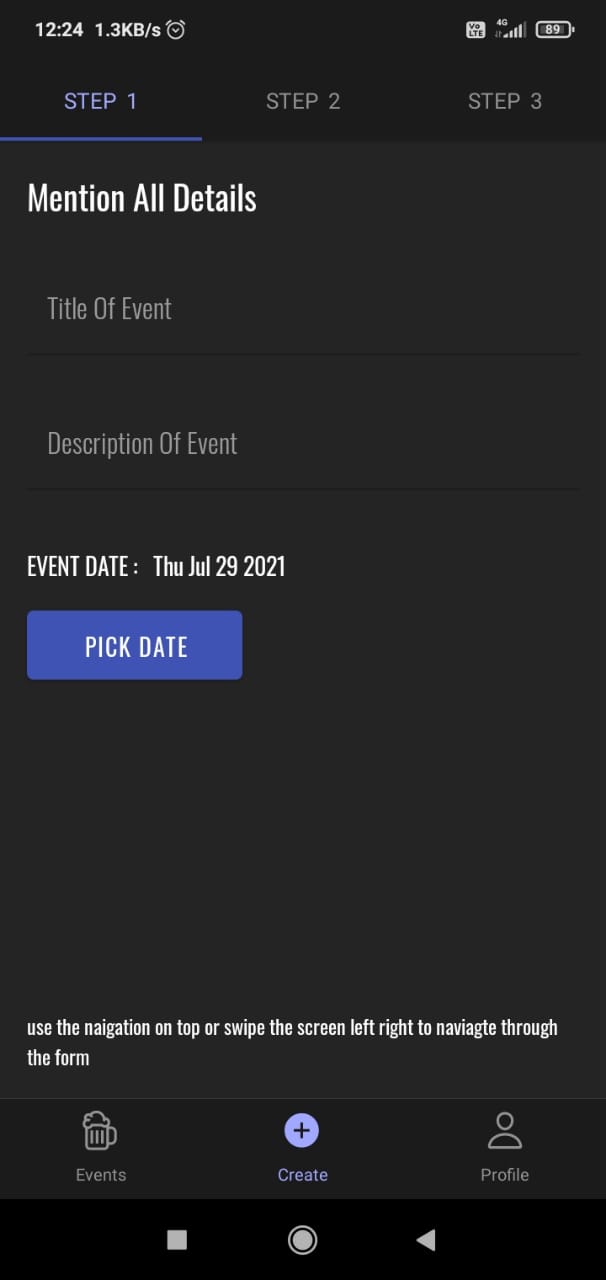 12:24 1.3KB/s Vo LTE 4G 89
STEP 1 STEP 2 STEP 3
Mention All Details
Title Of Event
Description Of Event
EVENT DATE : Thu Jul 29 2021
PICK DATE
use the naigation on top or swipe the screen left right to naviagte through
the form
Events Create Profile